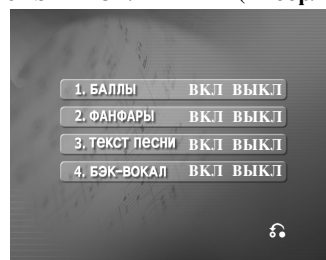 1. БАЛЛЫ ВКЛ ВЫКЛ
2. ФАНФАРЫ ВКЛ ВЫКЛ
3. ТЕКСТ ПЕСНИ ВКЛ ВЫКЛ
4. БЭК-ВОКАЛ ВКЛ ВЫКЛ